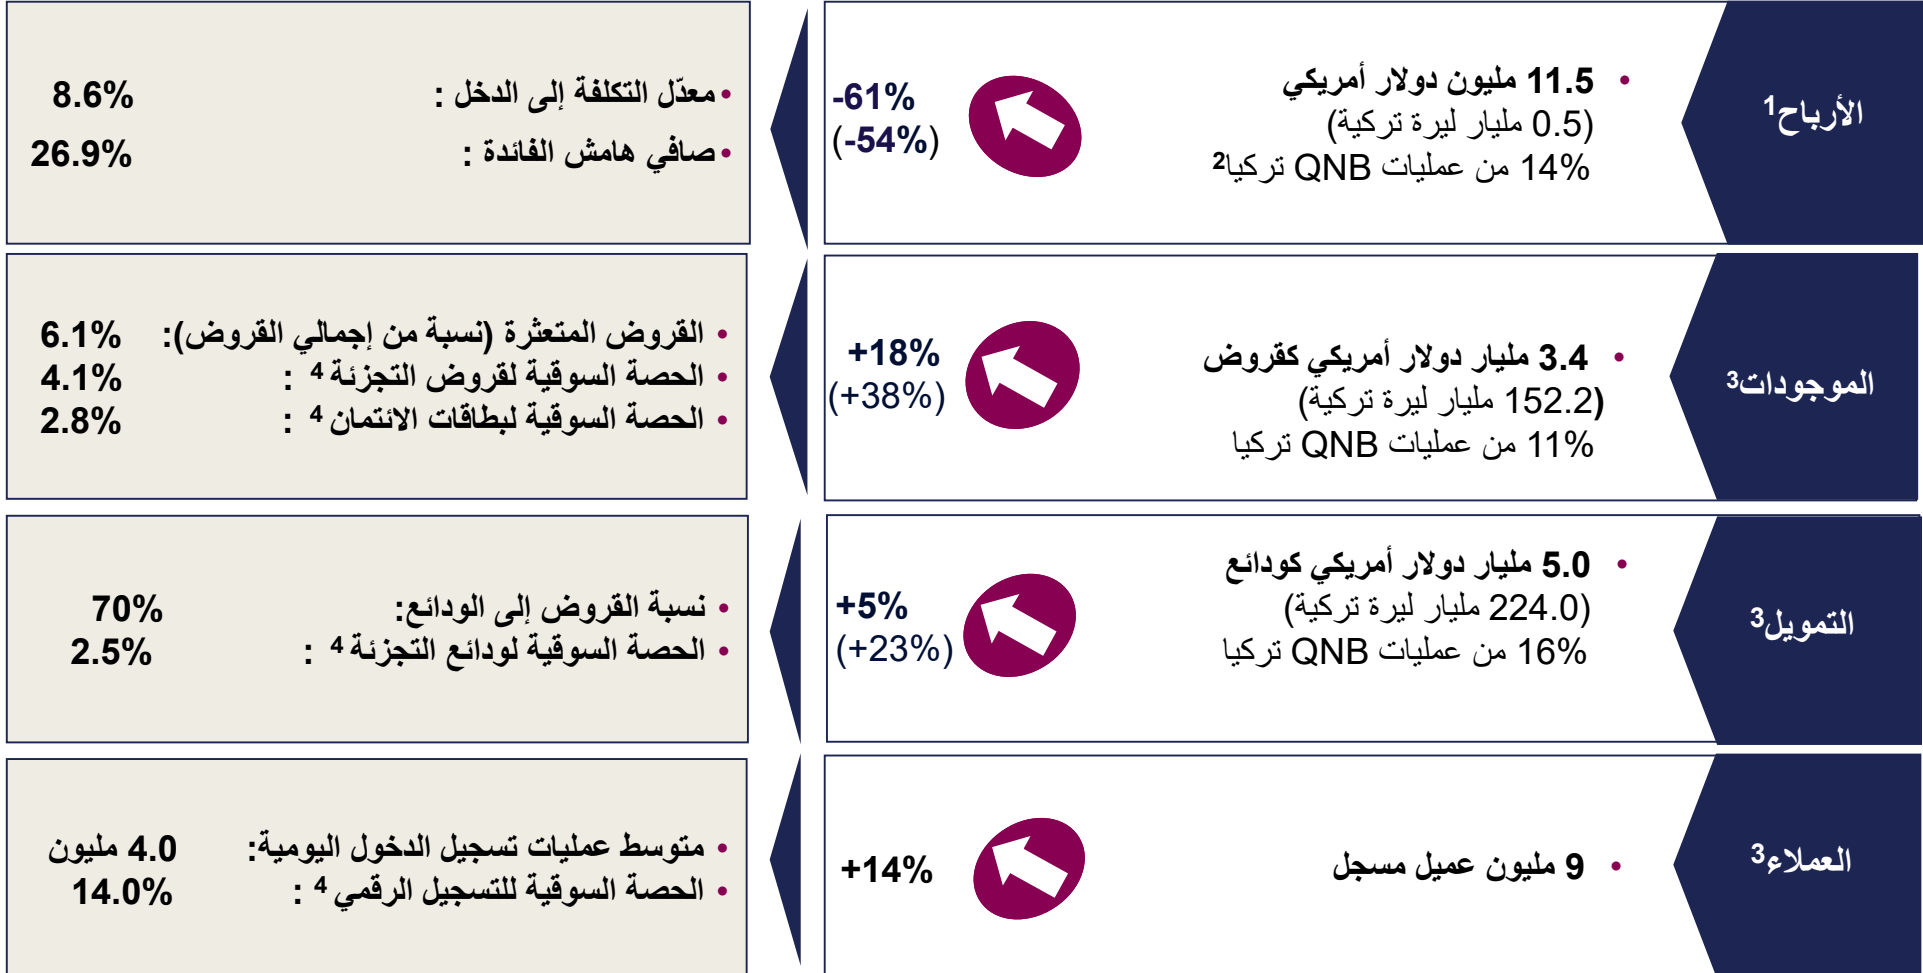 الأرباح1
• 11.5 مليون دولار أمريكي
(0.5 مليار ليرة تركية)
14% من عمليات QNB تركيا2
-61%
(-54%)
• معدّل التكلفة إلى الدخل : 8.6%
• صافي هامش الفائدة : 26.9%
الموجودات3
• 3.4 مليار دولار أمريكي كقروض
(152.2 مليار ليرة تركية)
11% من عمليات QNB تركيا
+18%
(+38%)
• القروض المتعثرة (نسبة من إجمالي القروض): 6.1%
• الحصة السوقية لقروض التجزئة 4 : 4.1%
• الحصة السوقية لبطاقات الائتمان 4 : 2.8%
التمويل3
• 5.0 مليار دولار أمريكي كودائع
(224.0 مليار ليرة تركية)
16% من عمليات QNB تركيا
+5%
(+23%)
• نسبة القروض إلى الودائع: 70%
• الحصة السوقية لودائع التجزئة 4 : 2.5%
العملاء3
• 9 مليون عميل مسجل
+14%
• متوسط عمليات تسجيل الدخول اليومية: 4.0 مليون
• الحصة السوقية للتسجيل الرقمي 4 : 14.0%